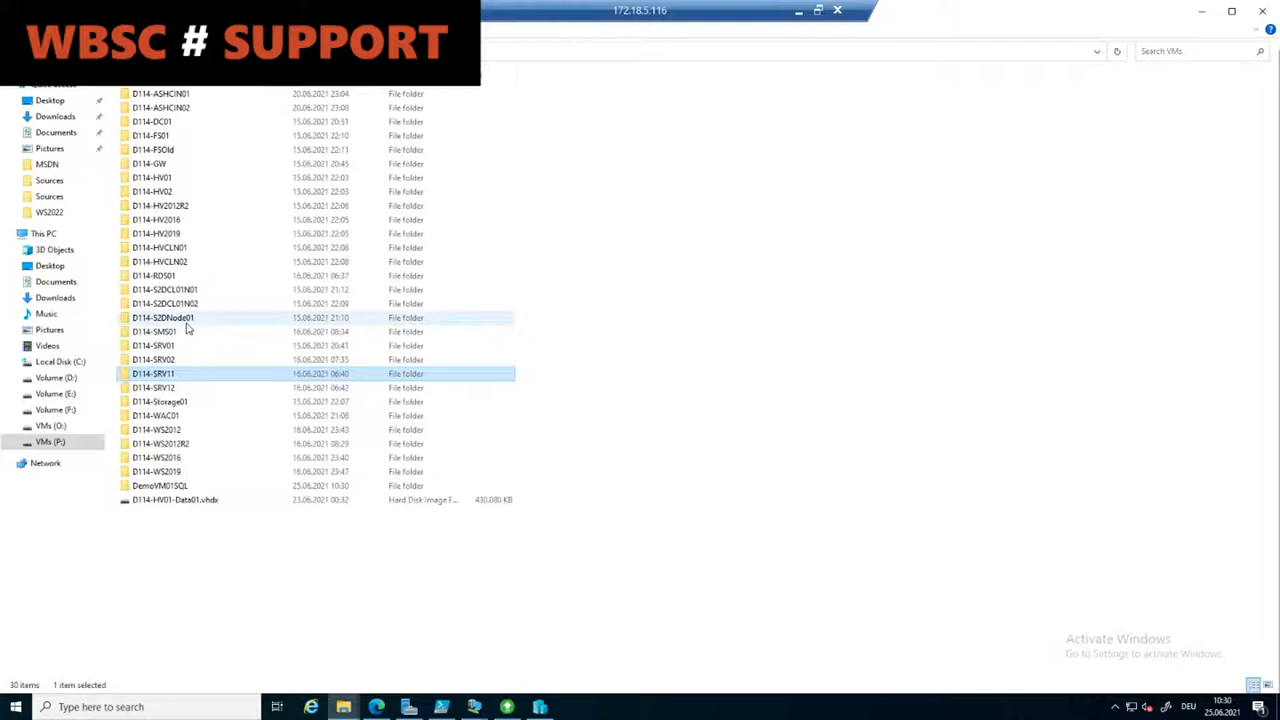 WBSC # SUPPORT
172.18.5.116
Search VMs
Desktop
Downloads
Documents
Pictures
MSDN
Sources
Sources
WS2022
This PC
3D Objects
Desktop
Documents
Downloads
Music
Pictures
Videos
Local Disk (C:)
Volume (D:)
Volume (E:)
Volume (F:)
VMs (O:)
VMs (P:)
Network
D114-ASHCIN01 20.06.2021 23:04 File folder
D114-ASHCIN02 20.06.2021 23:08 File folder
D114-DC01 15.06.2021 20:51 File folder
D114-FS01 15.06.2021 22:10 File folder
D114-FSOld 15.06.2021 22:11 File folder
D114-GW 15.06.2021 20:45 File folder
D114-HV01 15.06.2021 22:03 File folder
D114-HV02 15.06.2021 22:03 File folder
D114-HV2012R2 15.06.2021 22:06 File folder
D114-HV2016 15.06.2021 22:05 File folder
D114-HV2019 15.06.2021 22:05 File folder
D114-HVCLN01 15.06.2021 22:08 File folder
D114-HVCLN02 15.06.2021 22:08 File folder
D114-RDS01 16.06.2021 06:37 File folder
D114-S2DCL01N01 15.06.2021 21:12 File folder
D114-S2DCL01N02 15.06.2021 22:09 File folder
D114-S2DNode01 15.06.2021 21:10 File folder
D114-SMS01 16.06.2021 08:34 File folder
D114-SRV01 15.06.2021 20:41 File folder
D114-SRV02 16.06.2021 07:35 File folder
D114-SRV11 16.06.2021 06:40 File folder
D114-SRV12 16.06.2021 06:42 File folder
D114-Storage01 15.06.2021 22:07 File folder
D114-WAC01 15.06.2021 21:08 File folder
D114-WS2012 15.06.2021 23:43 File folder
D114-WS2012R2 16.06.2021 08:29 File folder
D114-WS2016 15.06.2021 23:40 File folder
D114-WS2019 15.06.2021 23:47 File folder
DemoVM01SQL 25.06.2021 10:30 File folder
D114-HV01-Data01.vhdx 23.06.2021 00:32 Hard Disk Image F... 430.080 KB
Activate Windows
Go to Settings to activate Windows.
30 items 1 item selected
Type here to search
DEU
10:30
25.06.2021